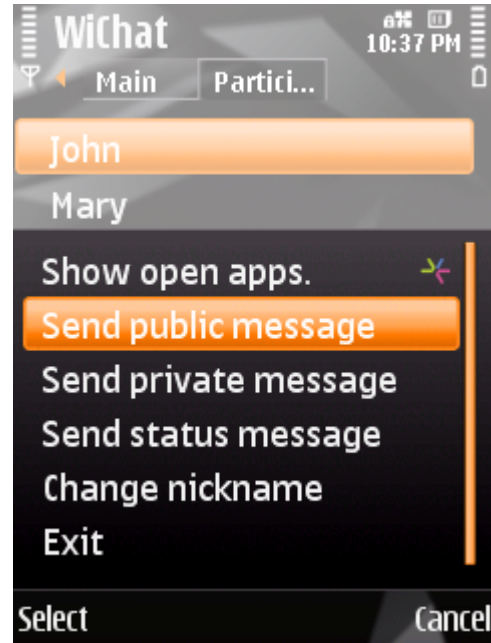 WiChat
10:37 PM
Main Partici...
John
Mary
Show open apps.
Send public message
Send private message
Send status message
Change nickname
Exit
Select Cancel